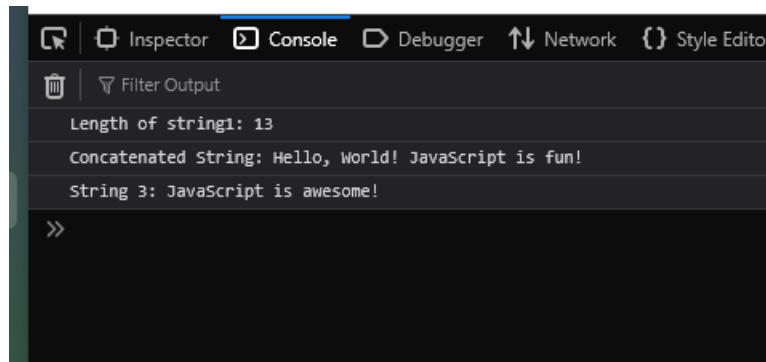 Inspector Console Debugger Network {} Style Edito
Filter Output
Length of string1: 13
Concatenated String: Hello, World! JavaScript is fun!
String 3: JavaScript is awesome!
»